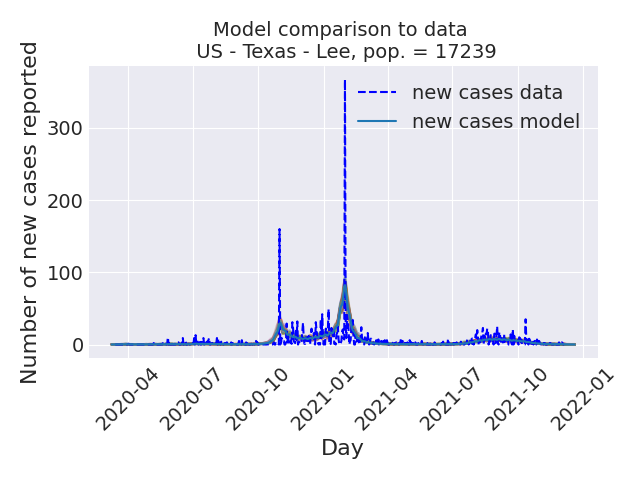 Model comparison to data
US - Texas - Lee, pop. = 17239
Number of new cases reported
300
200
100
0
new cases data
new cases model
2020-04
2020-07
2020-10
2021-01
2021-04
2021-07
2021-10
2022-01
Day